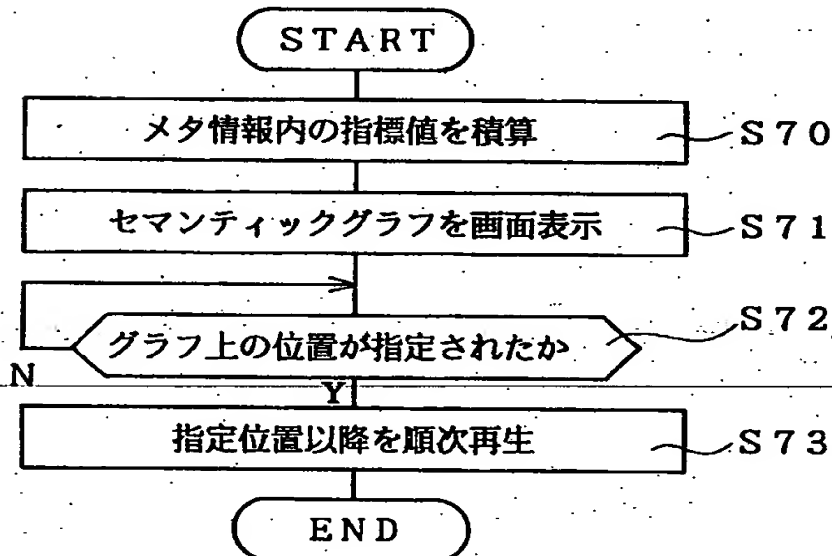 START
メタ情報内の指標値を積算
S70
セマンティックグラフを画面表示
S71
グラフ上の位置が指定されたか
S72
N
Y
指定位置以降を順次再生
S73
END